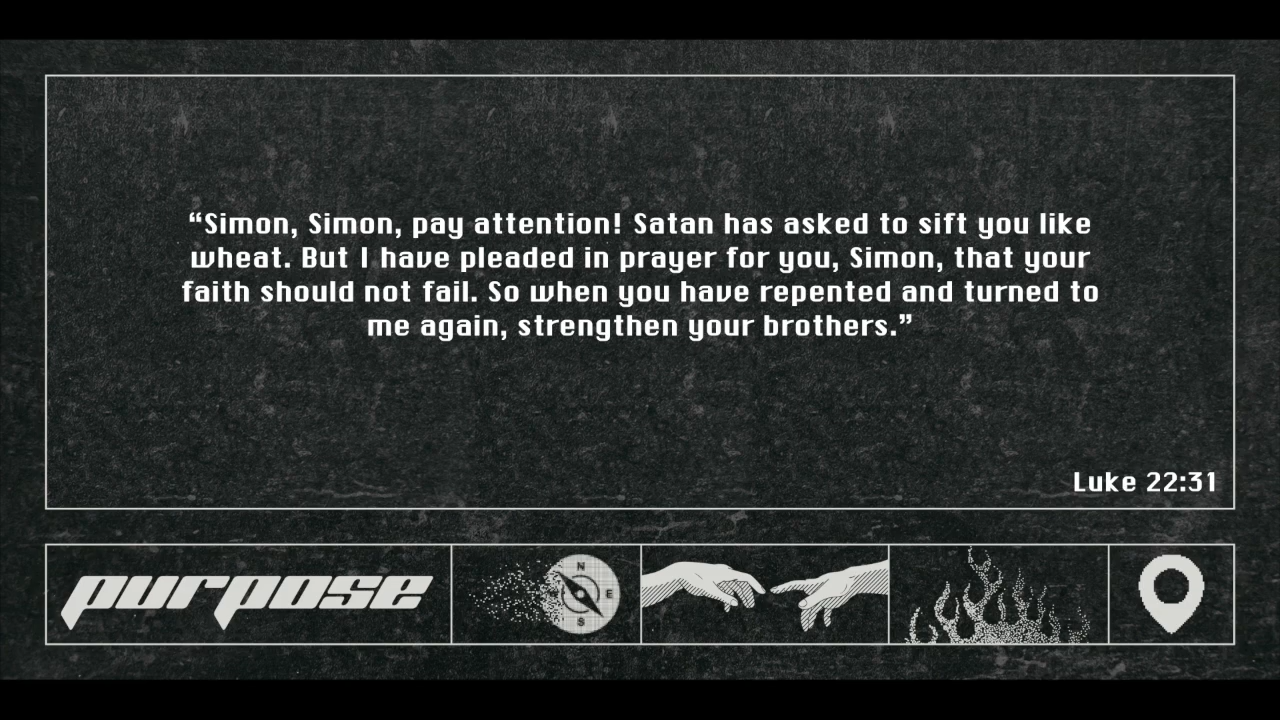 “Simon, Simon, pay attention! Satan has asked to sift you like
wheat. But I have pleaded in prayer for you, Simon, that your
faith should not fail. So when you have repented and turned to
me again, strengthen your brothers.”
Luke 22:31
purpose
N
E
S